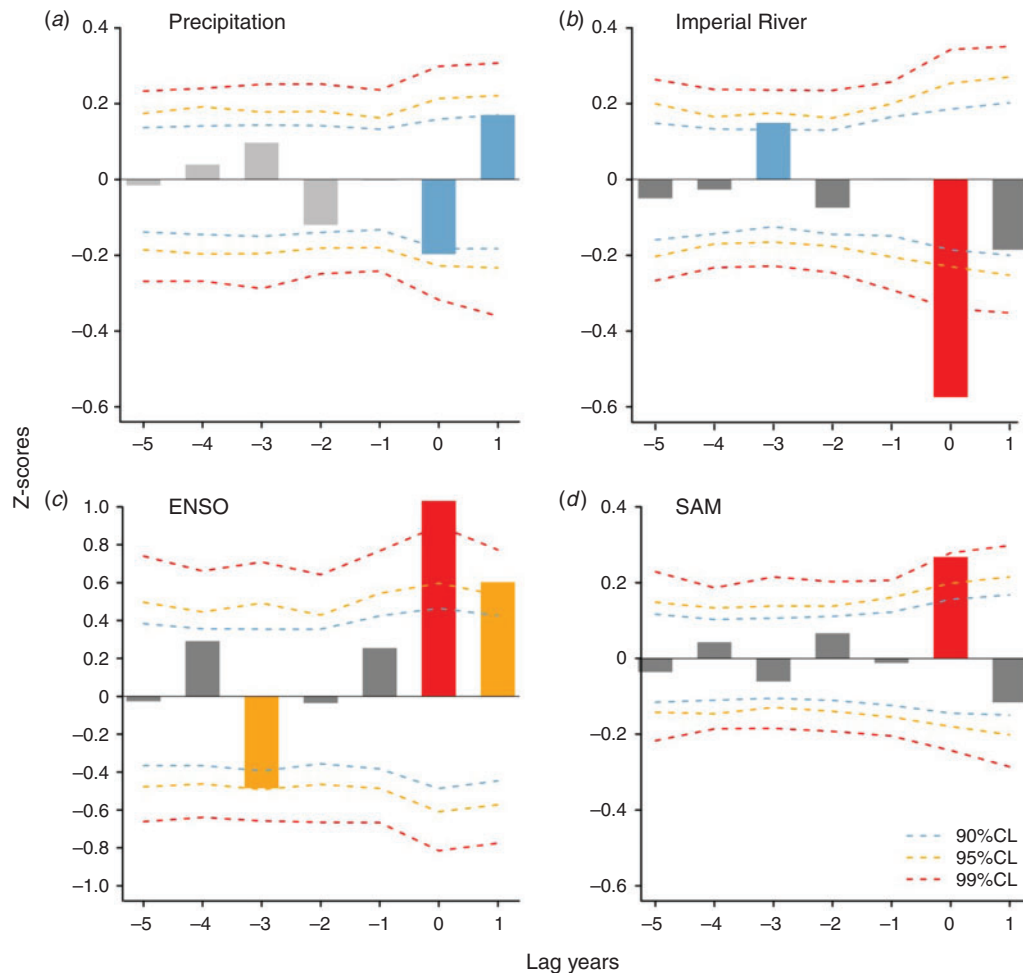 (a) Precipitation
0.4
0.2
0
–0.2
–0.4
–0.6
–5 –4 –3 –2 –1 0 1
(b) Imperial River
0.4
0.2
0
–0.2
–0.4
–0.6
–5 –4 –3 –2 –1 0 1
Z-scores
(c) ENSO
1.0
0.8
0.6
0.4
0.2
0
–0.2
–0.4
–0.6
–0.8
–1.0
–5 –4 –3 –2 –1 0 1
(d) SAM
0.4
0.2
0
–0.2
–0.4
–0.6
90%CL
95%CL
99%CL
–5 –4 –3 –2 –1 0 1
Lag years